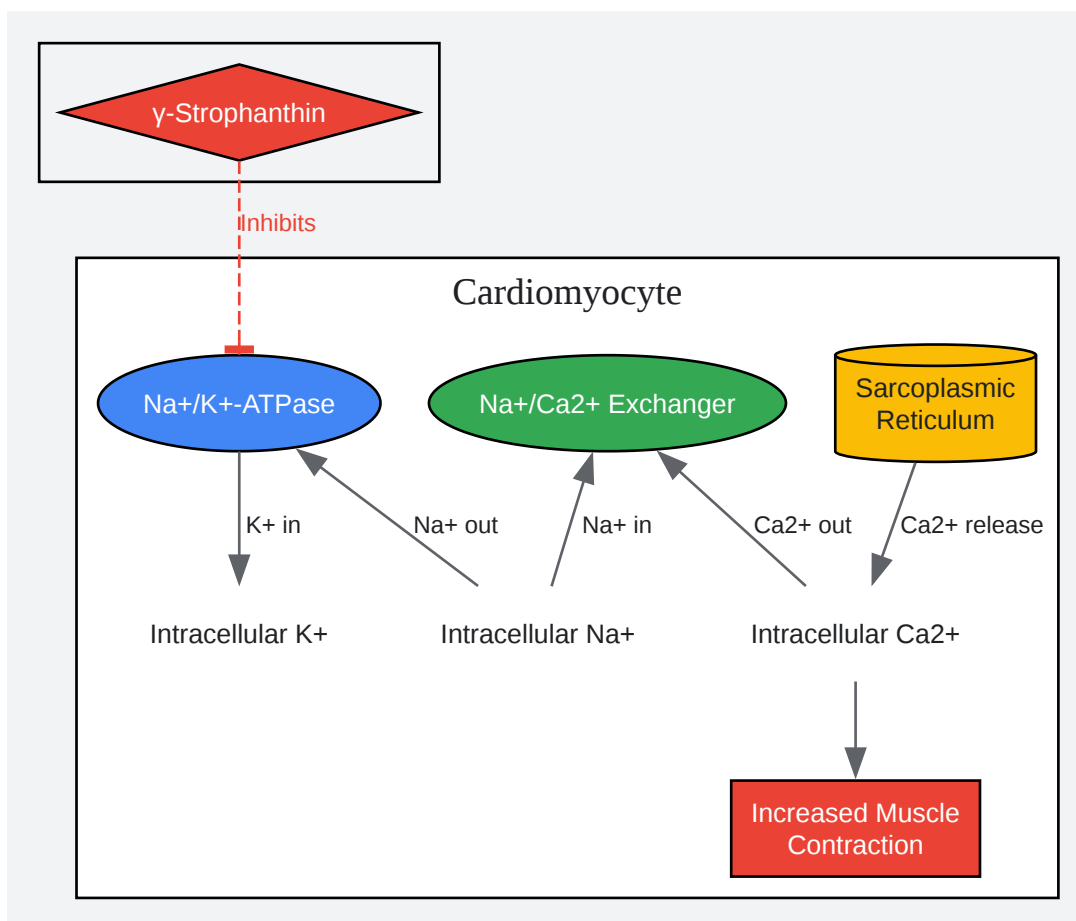 γ-Strophanthin
Inhibits
Cardiomyocyte
Na+/K+-ATPase
Na+/Ca2+ Exchanger
Sarcoplasmic
Reticulum
K+ in
Na+ out
Na+ in
Ca2+ out
Ca2+ release
Intracellular K+
Intracellular Na+
Intracellular Ca2+
Increased Muscle
Contraction